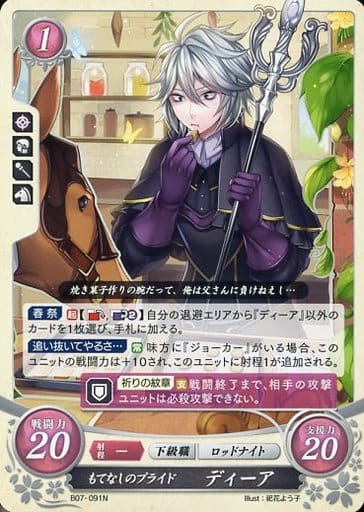 1
焼き菓子作りの腕だって、俺は父さんに負けねえし…
春祭 起 自分の退避エリアから『ディーア』以外の
カードを1枚選び、手札に加える。
追い抜いてやるさ… 常 味方に『ジョーカー』がいる場合、この
ユニットの戦闘力は+10され、このユニットに射程1が追加される。
祈りの紋章 支 戦闘終了まで、相手の攻撃
ユニットは必殺攻撃できない。
戦闘力
20
射程 一 下級職 ロッドナイト
支援力
20
もてなしのプライド ディーア
B07-091N
Illust:祀花よう子